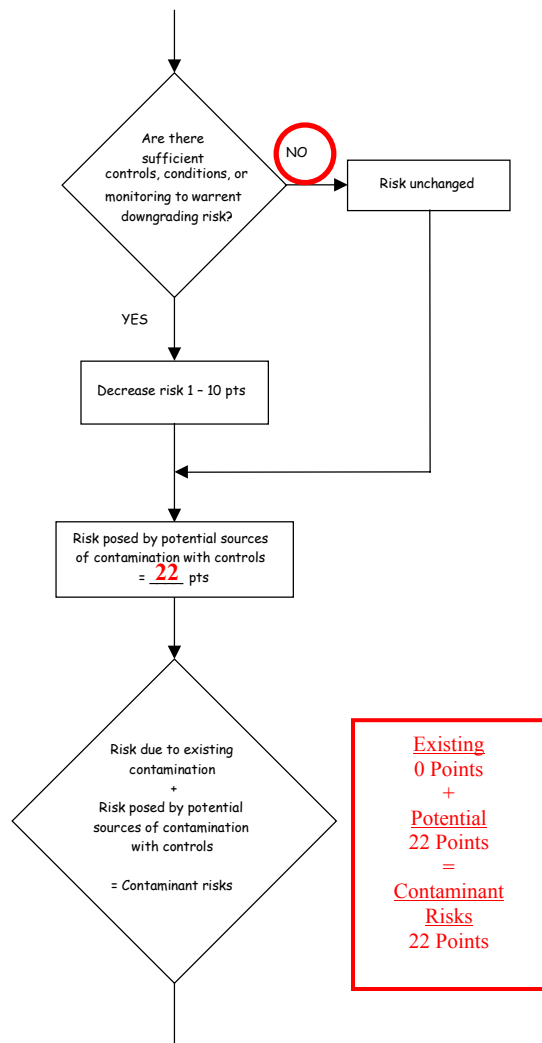 Are there
sufficient
controls, conditions, or
monitoring to warrent
downgrading risk?
NO
Risk unchanged
YES
Decrease risk 1 – 10 pts
Risk posed by potential sources
of contamination with controls
= 22 pts
Risk due to existing
contamination
+
Risk posed by potential
sources of contamination
with controls
= Contaminant risks
Existing
0 Points
+
Potential
22 Points
=
Contaminant
Risks
22 Points